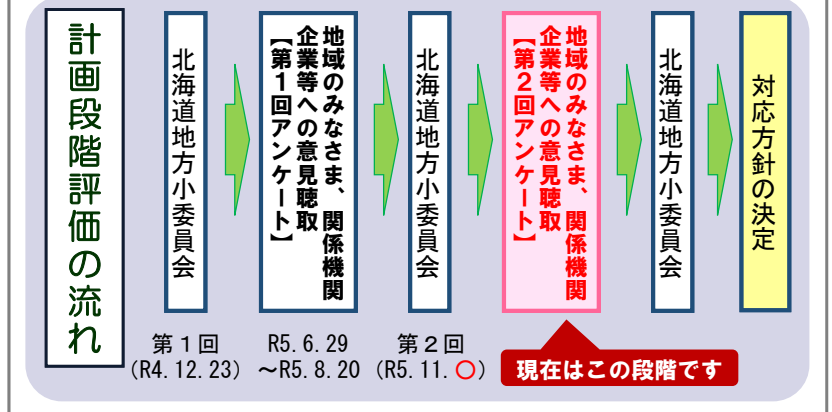 計画段階評価の流れ
北海道地方小委員会
地域のみなさま、関係機関
企業等への意見聴取
【第1回アンケート】
北海道地方小委員会
地域のみなさま、関係機関
企業等への意見聴取
【第2回アンケート】
北海道地方小委員会
対応方針の決定
第1回
(R4.12.23)
R5.6.29
～R5.8.20
第2回
(R5.11.○)
現在はこの段階です